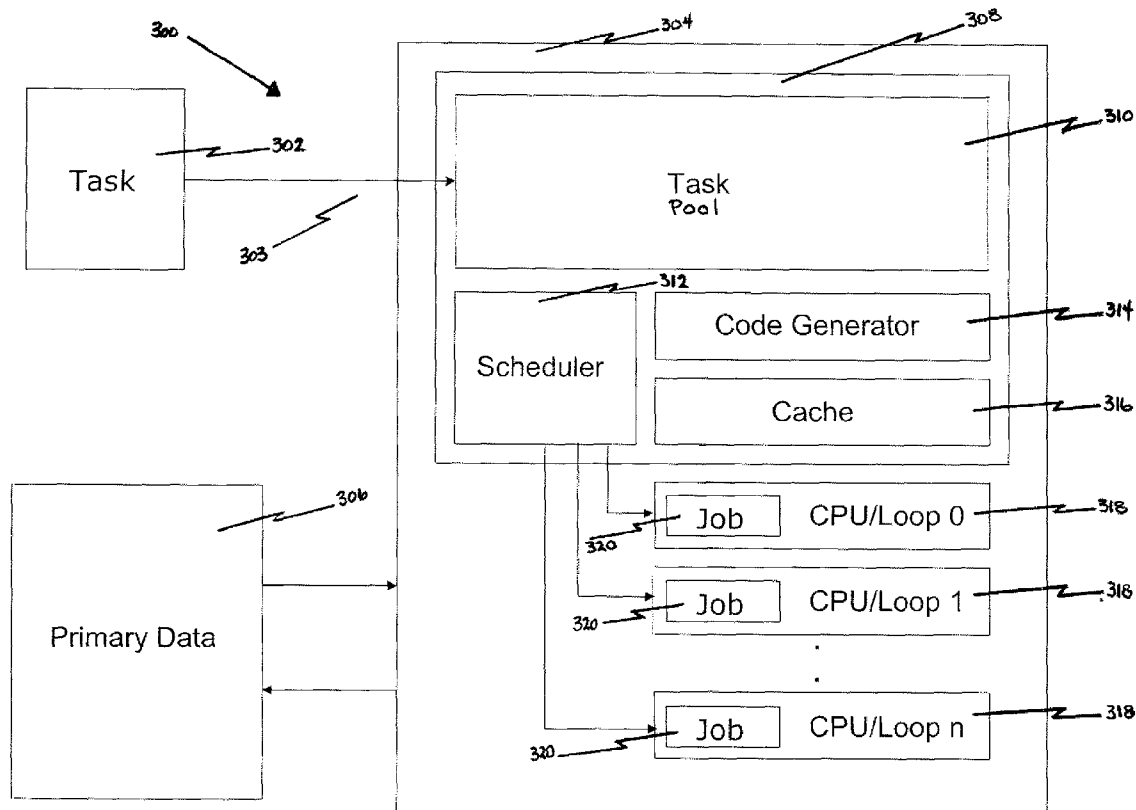 300
304
308
Task
302
310
Task
Pool
303
312
Scheduler
Code Generator
314
Cache
316
306
Primary Data
Job
CPU/Loop 0
318
320
Job
CPU/Loop 1
318
320
.
.
Job
CPU/Loop n
318
320